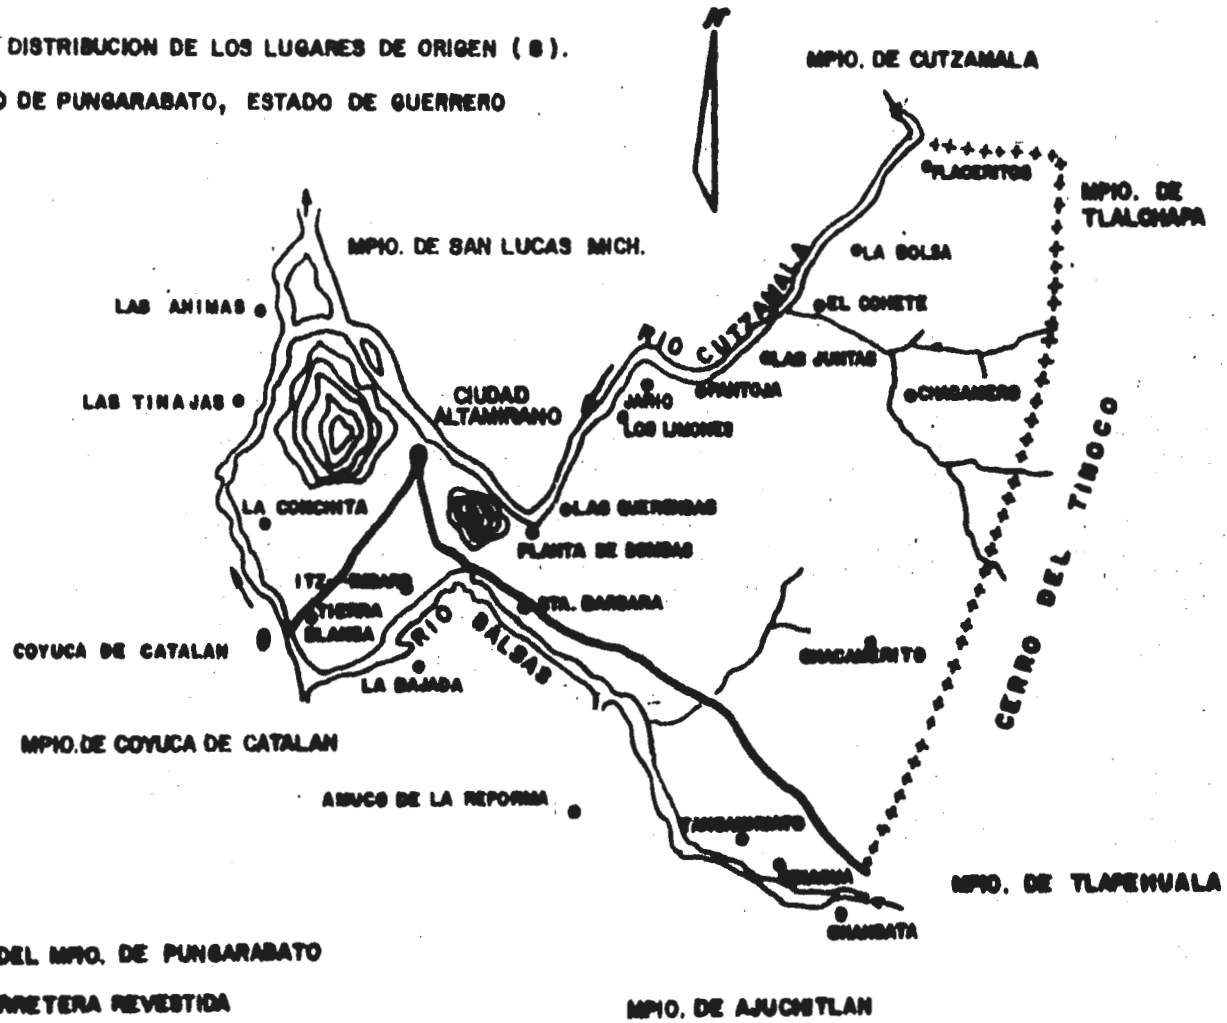 N
DISTRIBUCION DE LOS LUGARES DE ORIGEN ( 8 ).
O DE PUNGARABATO, ESTADO DE GUERRERO
MPIO. DE CUTZAMALA
PLACERITOS
MPIO. DE
TLALCHAPA
MPIO. DE SAN LUCAS MICH.
LA BOLSA
LAS ANIMAS
EL COHETE
RIO CUTZAMALA
LAS JUNTAS
LAS TINAJAS
CIUDAD
ALTAMIRANO
JARIO
PANTOJA
CHACAMERO
LOS LIMONES
LA CONCHITA
LAS QUERENDAS
PLANTA DE BOMBAS
CERRO DEL TINOCO
TIERRA
BLANCA
STA. BARBARA
RIO BALSAS
COYUCA DE CATALAN
CHACAMERITO
LA BAJADA
MPIO. DE COYUCA DE CATALAN
AMUCO DE LA REFORMA
MPIO. DE TLAPEHUALA
CHANGATA
DEL MPIO. DE PUNGARABATO
RRETERA REVESTIDA
MPIO. DE AJUCHITLAN